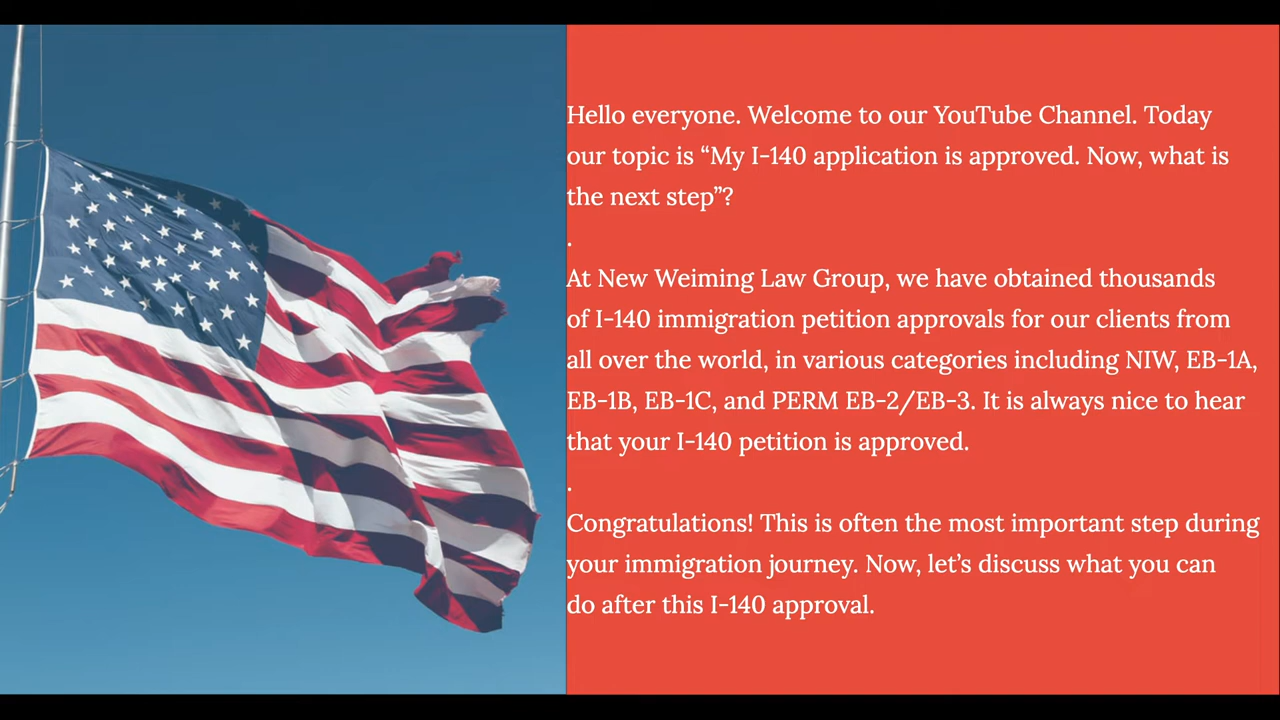 Hello everyone. Welcome to our YouTube Channel. Today
our topic is “My I-140 application is approved. Now, what is
the next step”?
.
At New Weiming Law Group, we have obtained thousands
of I-140 immigration petition approvals for our clients from
all over the world, in various categories including NIW, EB-1A,
EB-1B, EB-1C, and PERM EB-2/EB-3. It is always nice to hear
that your I-140 petition is approved.
.
Congratulations! This is often the most important step during
your immigration journey. Now, let’s discuss what you can
do after this I-140 approval.